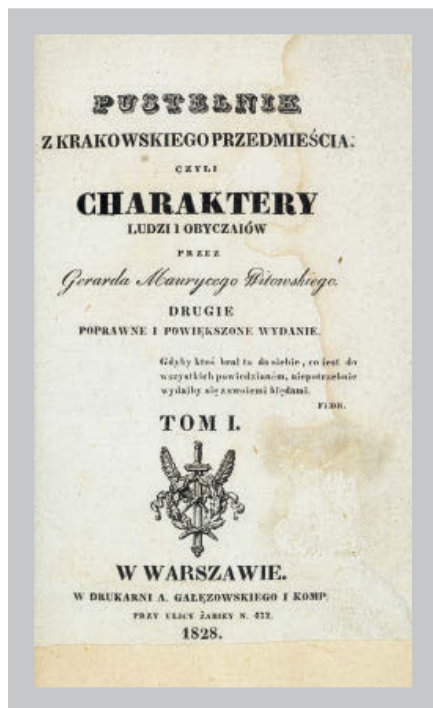 PUSTELNIK
Z KRAKOWSKIEGO PRZEDMIEŚCIA:
CZYLI
CHARAKTERY
LUDZI I OBYCZAIÓW
PRZEZ
Gerarda Maurycego Witowskiego.
DRUGIE
POPRAWNE I POWIĘKSZONE WYDANIE.
Gdyby ktoś brał to do siebie, co iest do
wszystkich powiedzianém, niepotrzebnie
wydałby się z swoiemi błędami.
FEDR.
TOM I.
W WARSZAWIE.
W DRUKARNI A. GAŁĘZOWSKIEGO I KOMP.
PRZY ULICY ŻABIEY N. 472.
1828.